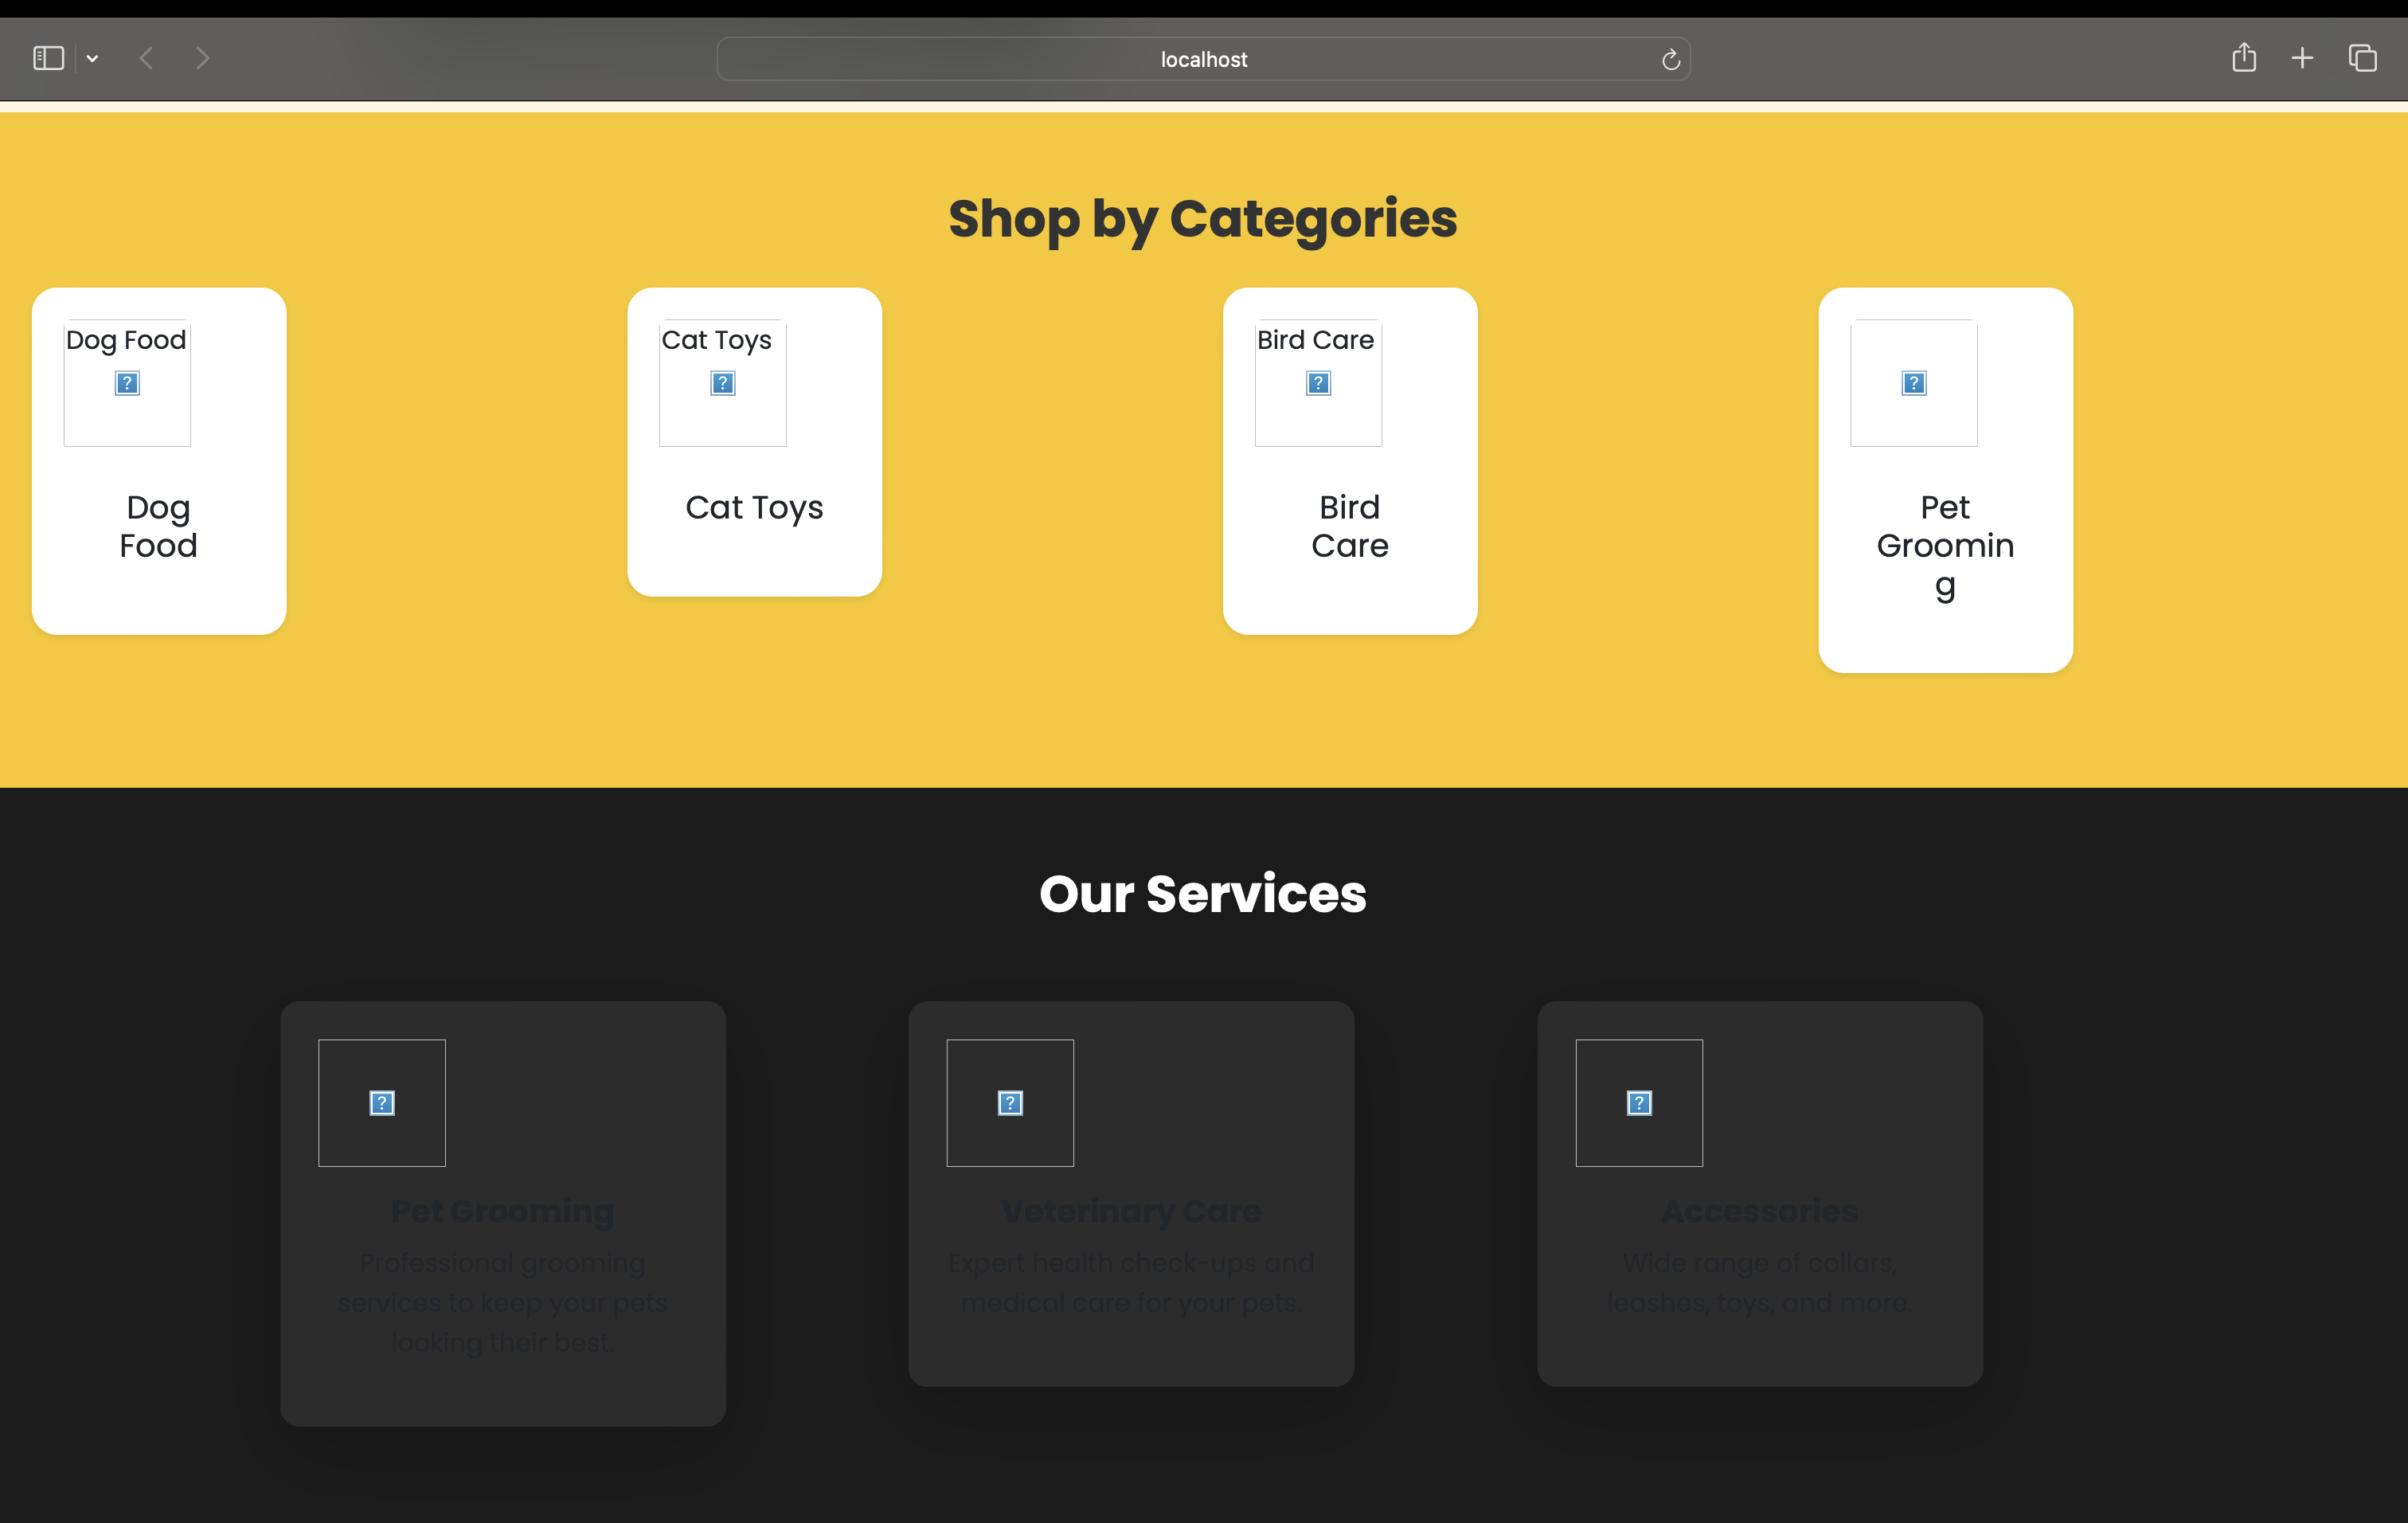 localhost
Shop by Categories
Dog Food
Cat Toys
Bird Care
Dog
Food
Cat Toys
Bird
Care
Pet
Groomin
g
Our Services
Pet Grooming
Professional grooming
services to keep your pets
looking their best.
Veterinary Care
Expert health check-ups and
medical care for your pets.
Accessories
Wide range of collars,
leashes, toys, and more.